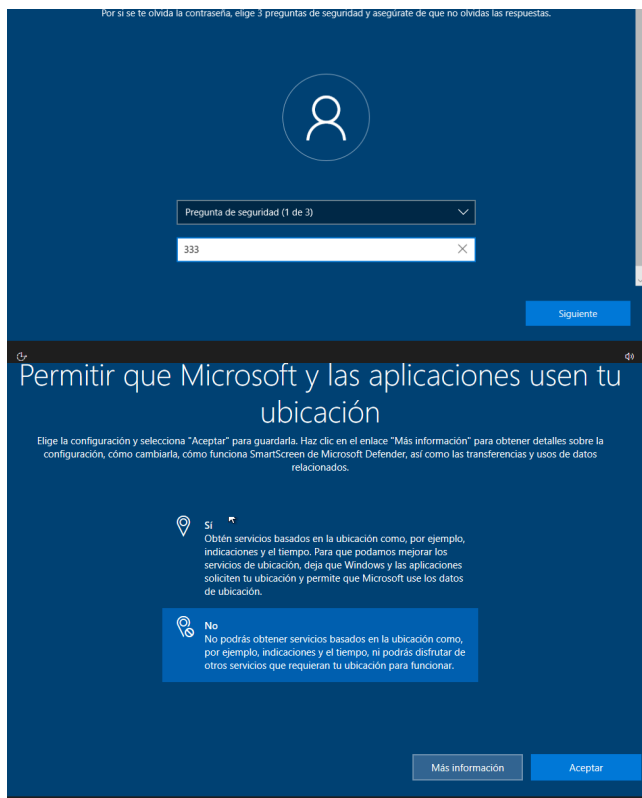 Por si se te olvida la contraseña, elige 3 preguntas de seguridad y asegúrate de que no olvidas las respuestas.
Pregunta de seguridad (1 de 3)
333
Siguiente
Permitir que Microsoft y las aplicaciones usen tu
ubicación
Elige la configuración y selecciona "Aceptar" para guardarla. Haz clic en el enlace "Más información" para obtener detalles sobre la
configuración, cómo cambiarla, cómo funciona SmartScreen de Microsoft Defender, así como las transferencias y usos de datos
relacionados.
Sí
Obtén servicios basados en la ubicación como, por ejemplo,
indicaciones y el tiempo. Para que podamos mejorar los
servicios de ubicación, deja que Windows y las aplicaciones
soliciten tu ubicación y permite que Microsoft use los datos
de ubicación.
No
No podrás obtener servicios basados en la ubicación como,
por ejemplo, indicaciones y el tiempo, ni podrás disfrutar de
otros servicios que requieran tu ubicación para funcionar.
Más información
Aceptar